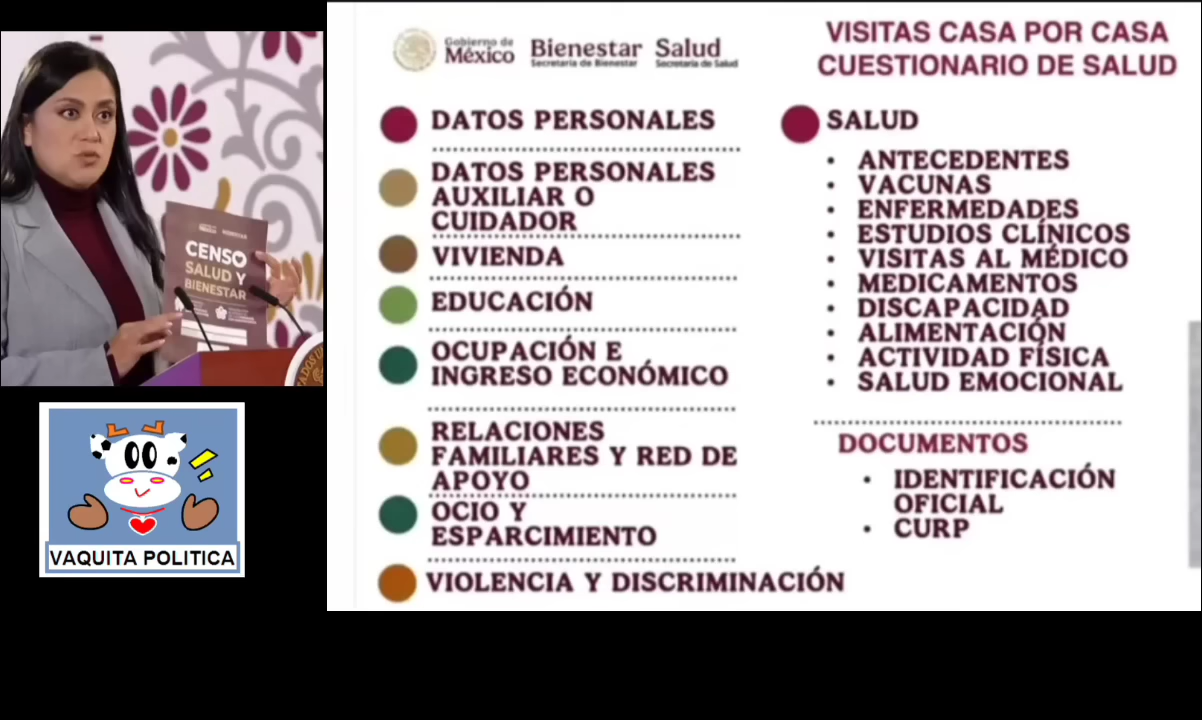 Gobierno de
México
Bienestar
Secretaría de Bienestar
Salud
Secretaría de Salud
VISITAS CASA POR CASA
CUESTIONARIO DE SALUD
DATOS PERSONALES
DATOS PERSONALES
AUXILIAR O
CUIDADOR
VIVIENDA
EDUCACIÓN
OCUPACIÓN E
INGRESO ECONÓMICO
RELACIONES
FAMILIARES Y RED DE
APOYO
OCIO Y
ESPARCIMIENTO
VIOLENCIA Y DISCRIMINACIÓN
SALUD
• ANTECEDENTES
• VACUNAS
• ENFERMEDADES
• ESTUDIOS CLÍNICOS
• VISITAS AL MÉDICO
• MEDICAMENTOS
• DISCAPACIDAD
• ALIMENTACIÓN
• ACTIVIDAD FÍSICA
• SALUD EMOCIONAL
DOCUMENTOS
• IDENTIFICACIÓN
OFICIAL
• CURP
CENSO
SALUD Y
BIENESTAR
VAQUITA POLITICA